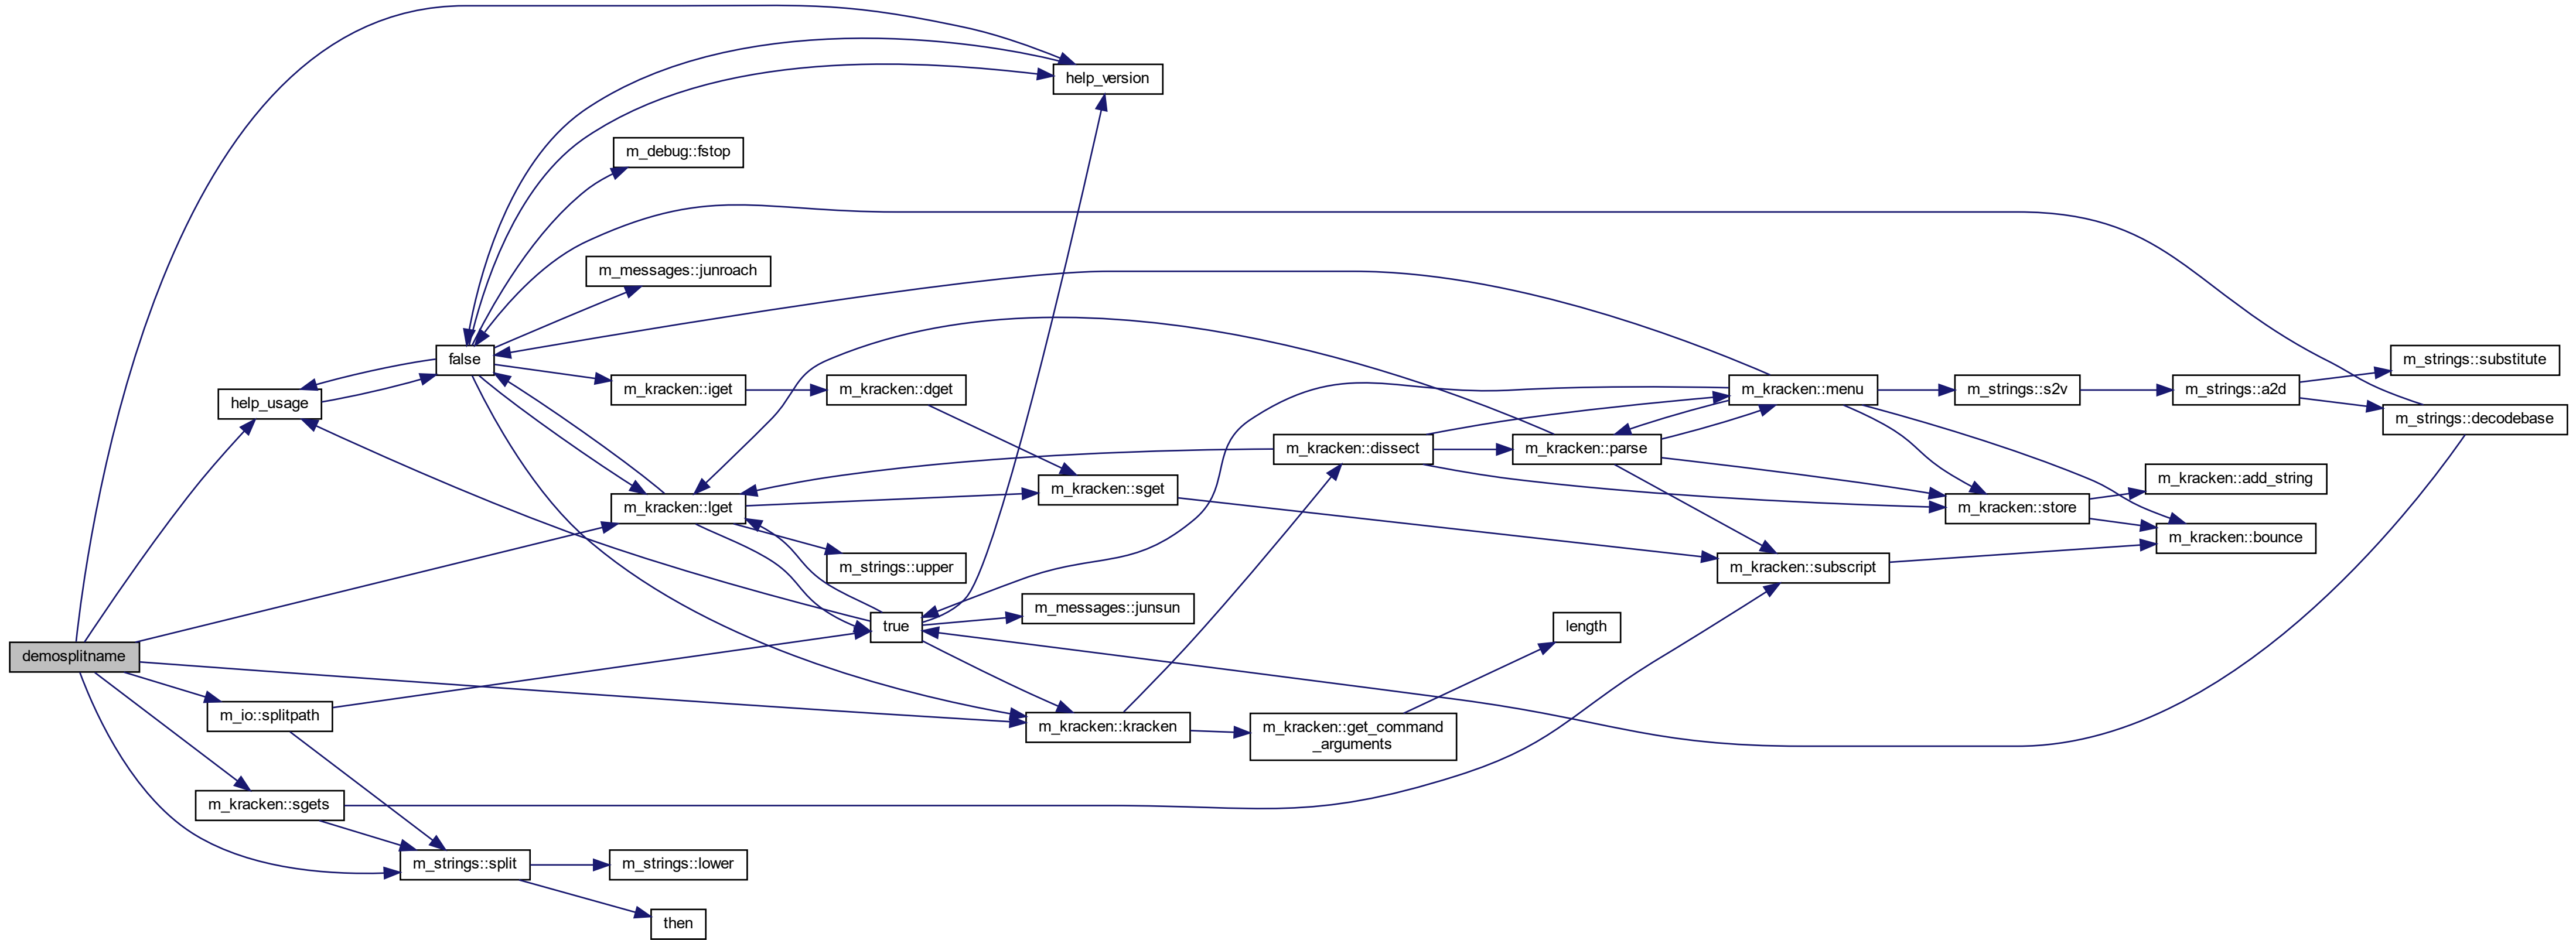 help_version
m_debug::fstop
m_messages::junroach
false
help_usage
m_kracken::iget
m_kracken::dget
m_kracken::menu
m_strings::s2v
m_strings::a2d
m_strings::substitute
m_strings::decodebase
m_kracken::dissect
m_kracken::parse
m_kracken::sget
m_kracken::lget
m_kracken::store
m_kracken::add_string
m_kracken::bounce
m_strings::upper
m_kracken::subscript
m_messages::junsun
true
length
demosplitname
m_io::splitpath
m_kracken::kracken
m_kracken::get_command
_arguments
m_kracken::sgets
m_strings::split
m_strings::lower
then